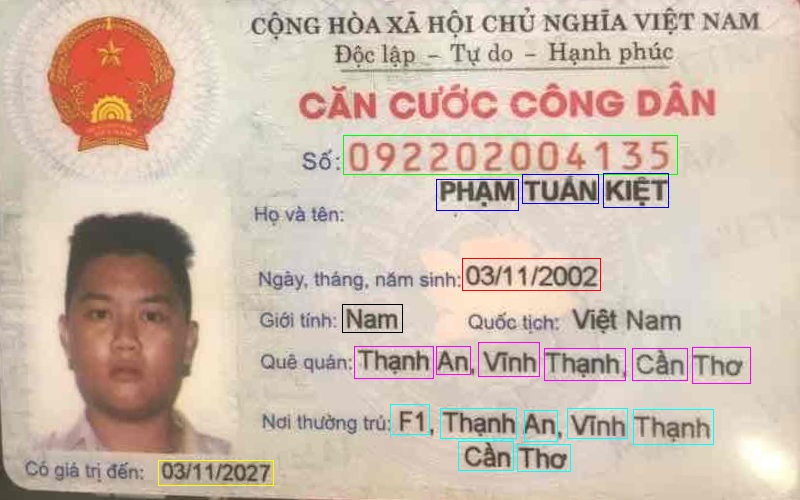 CỘNG HÒA XÃ HỘI CHỦ NGHĨA VIỆT NAM
Độc lập – Tự do – Hạnh phúc
CĂN CƯỚC CÔNG DÂN
Số: 092202004135
PHẠM TUẤN KIỆT
Họ và tên:
Ngày, tháng, năm sinh: 03/11/2002
Giới tính: Nam Quốc tịch: Việt Nam
Quê quán: Thạnh An, Vĩnh Thạnh, Cần Thơ
Nơi thường trú: F1, Thạnh An, Vĩnh Thạnh
Cần Thơ
Có giá trị đến: 03/11/2027